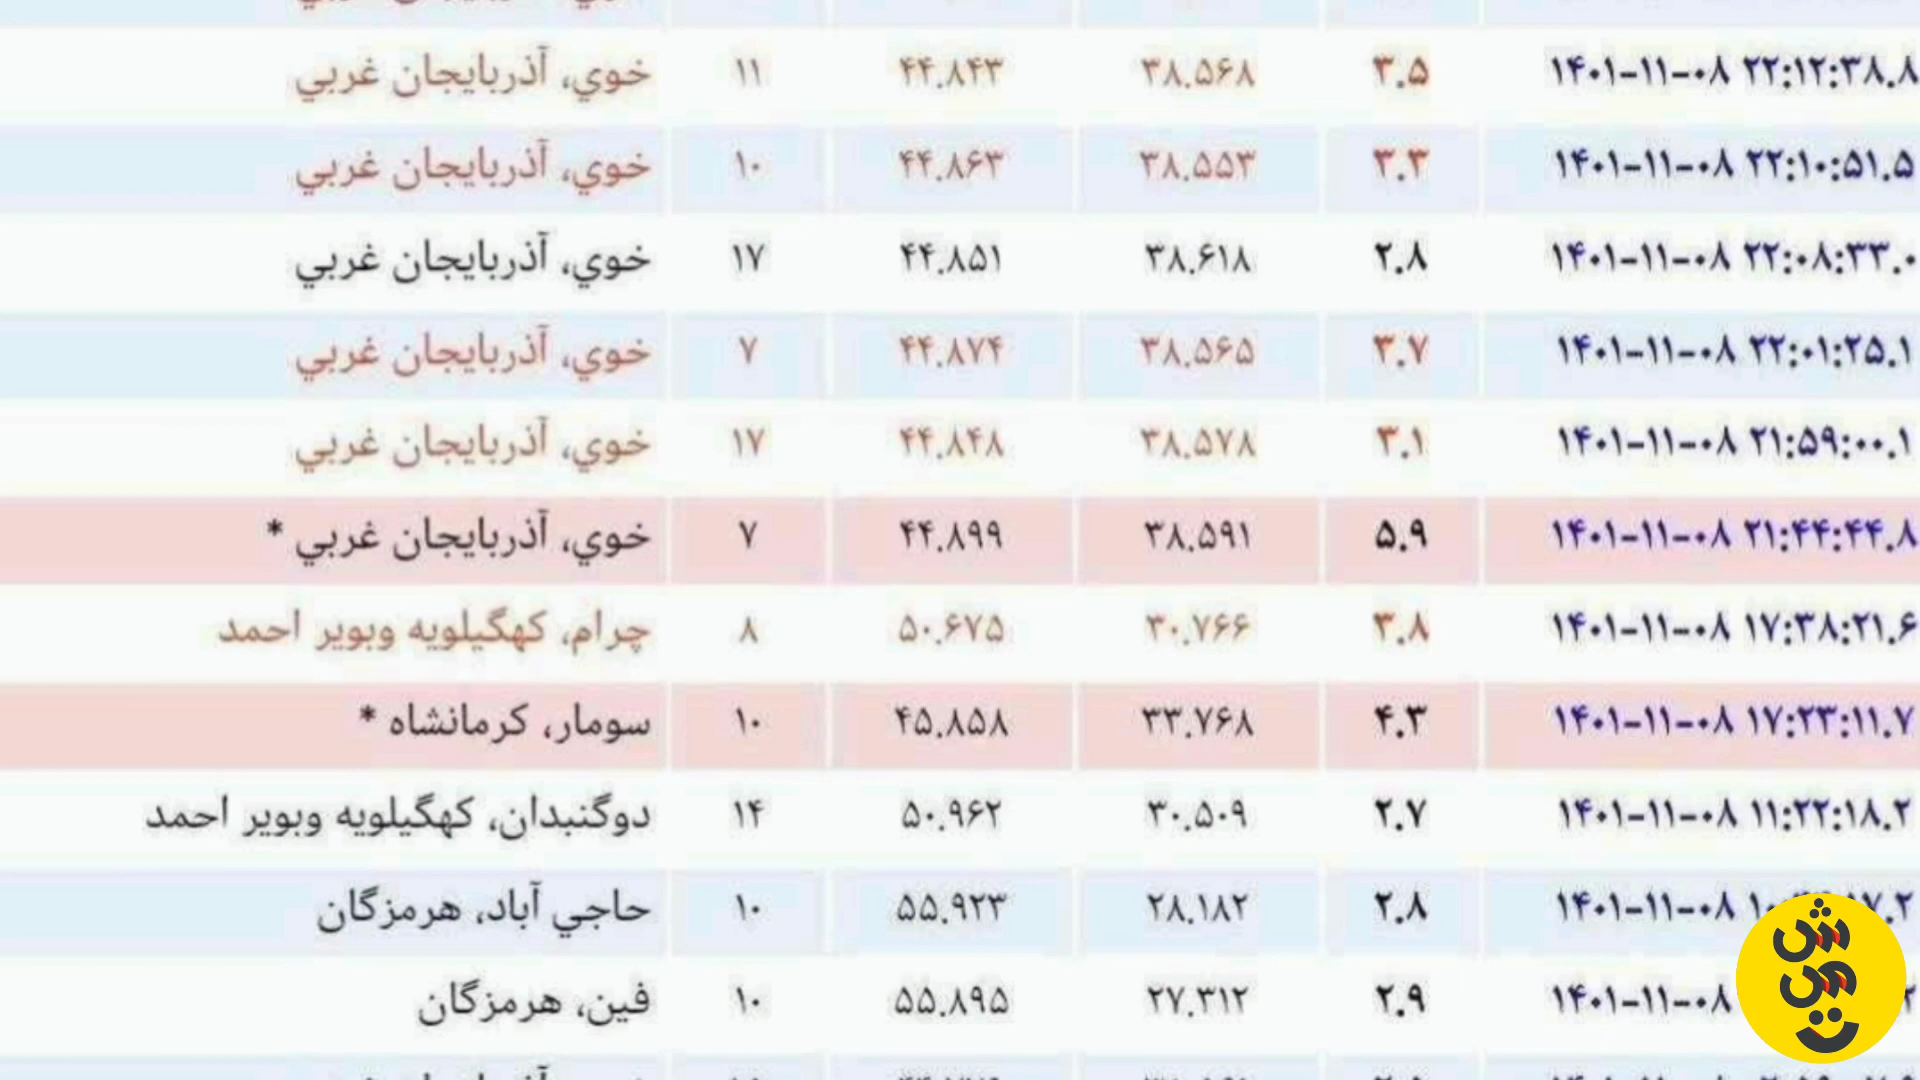 ۱۴۰۱-۱۱-۰۸ ۲۲:۱۲:۳۸.۸ ۳.۵ ۳۸.۵۶۸ ۴۴.۸۴۳ ۱۱ خوي، آذربايجان غربي
۱۴۰۱-۱۱-۰۸ ۲۲:۱۰:۵۱.۵ ۳.۳ ۳۸.۵۵۳ ۴۴.۸۶۳ ۱۰ خوي، آذربايجان غربي
۱۴۰۱-۱۱-۰۸ ۲۲:۰۸:۳۳.۰ ۲.۸ ۳۸.۶۱۸ ۴۴.۸۵۱ ۱۷ خوي، آذربايجان غربي
۱۴۰۱-۱۱-۰۸ ۲۲:۰۱:۲۵.۱ ۳.۷ ۳۸.۵۶۵ ۴۴.۸۷۴ ۷ خوي، آذربايجان غربي
۱۴۰۱-۱۱-۰۸ ۲۱:۵۹:۰۰.۱ ۳.۱ ۳۸.۵۷۸ ۴۴.۸۴۸ ۱۷ خوي، آذربايجان غربي
۱۴۰۱-۱۱-۰۸ ۲۱:۴۴:۴۴.۸ ۵.۹ ۳۸.۵۹۱ ۴۴.۸۹۹ ۷ خوي، آذربايجان غربي *
۱۴۰۱-۱۱-۰۸ ۱۷:۳۸:۲۱.۶ ۳.۸ ۳۰.۷۶۶ ۵۰.۶۷۵ ۸ چرام، کهگيلويه وبوير احمد
۱۴۰۱-۱۱-۰۸ ۱۷:۲۳:۱۱.۷ ۴.۳ ۳۳.۷۶۸ ۴۵.۸۵۸ ۱۰ سومار، کرمانشاه *
۱۴۰۱-۱۱-۰۸ ۱۱:۲۲:۱۸.۲ ۲.۷ ۳۰.۵۰۹ ۵۰.۹۶۲ ۱۴ دوگنبدان، کهگيلويه وبوير احمد
۱۴۰۱-۱۱-۰۸ ۲.۸ ۲۸.۱۸۲ ۵۵.۹۲۳ ۱۰ حاجي آباد، هرمزگان
۱۴۰۱-۱۱-۰۸ ۲.۹ ۲۷.۳۱۲ ۵۵.۸۹۵ ۱۰ فين، هرمزگان